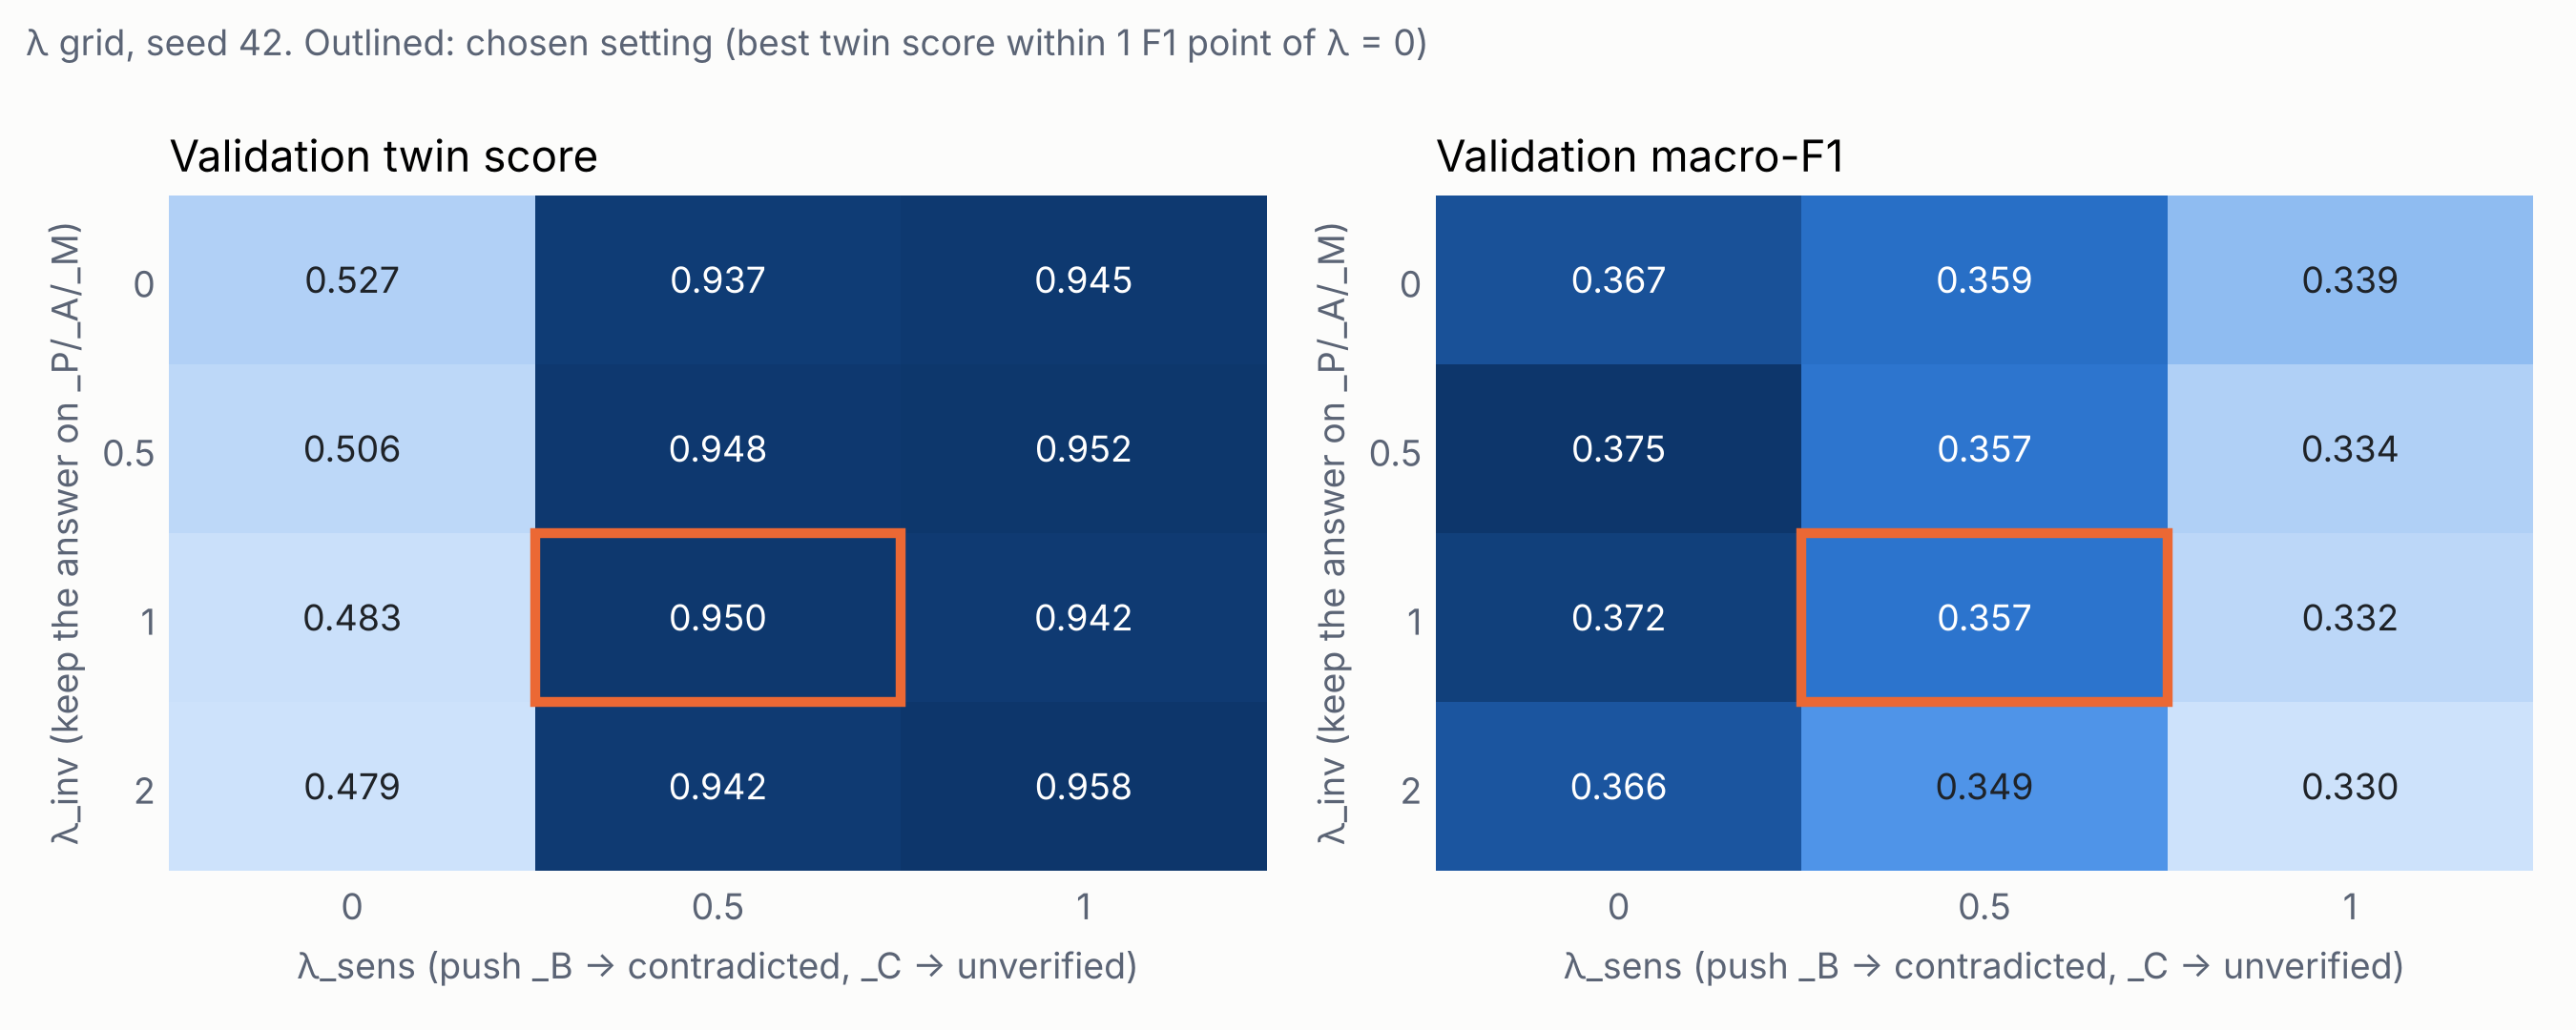 λ grid, seed 42. Outlined: chosen setting (best twin score within 1 F1 point of λ = 0)
Validation twin score
λ_inv (keep the answer on _P/_A/_M)
0 0.527 0.937 0.945
0.5 0.506 0.948 0.952
1 0.483 0.950 0.942
2 0.479 0.942 0.958
0 0.5 1
λ_sens (push _B → contradicted, _C → unverified)
Validation macro-F1
λ_inv (keep the answer on _P/_A/_M)
0 0.367 0.359 0.339
0.5 0.375 0.357 0.334
1 0.372 0.357 0.332
2 0.366 0.349 0.330
0 0.5 1
λ_sens (push _B → contradicted, _C → unverified)